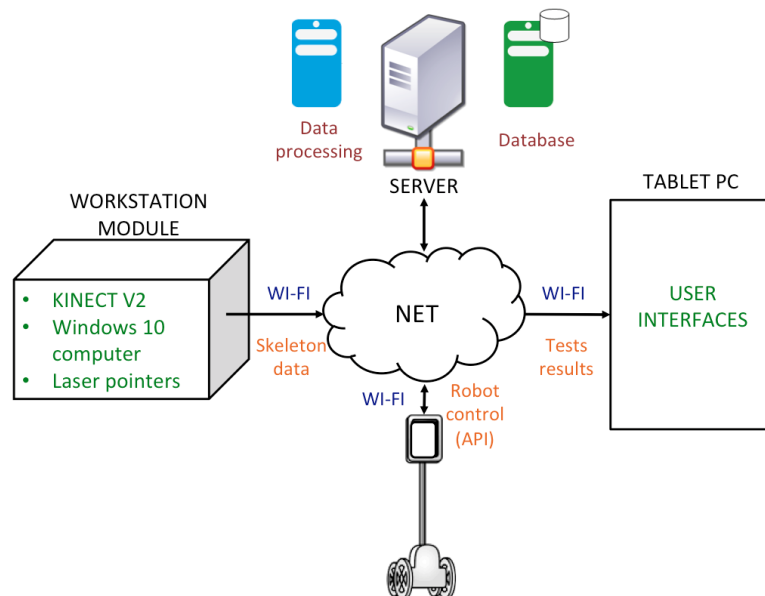 Data
processing
Database
SERVER
WORKSTATION
MODULE
TABLET PC
• KINECT V2
• Windows 10
computer
• Laser pointers
WI-FI
Skeleton
data
NET
WI-FI
Tests
results
USER
INTERFACES
WI-FI
Robot
control
(API)